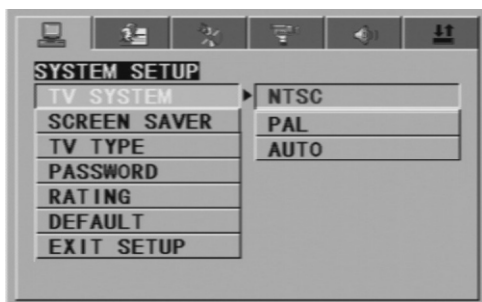 SYSTEM SETUP
TV SYSTEM
NTSC
SCREEN SAVER
PAL
TV TYPE
AUTO
PASSWORD
RATING
DEFAULT
EXIT SETUP